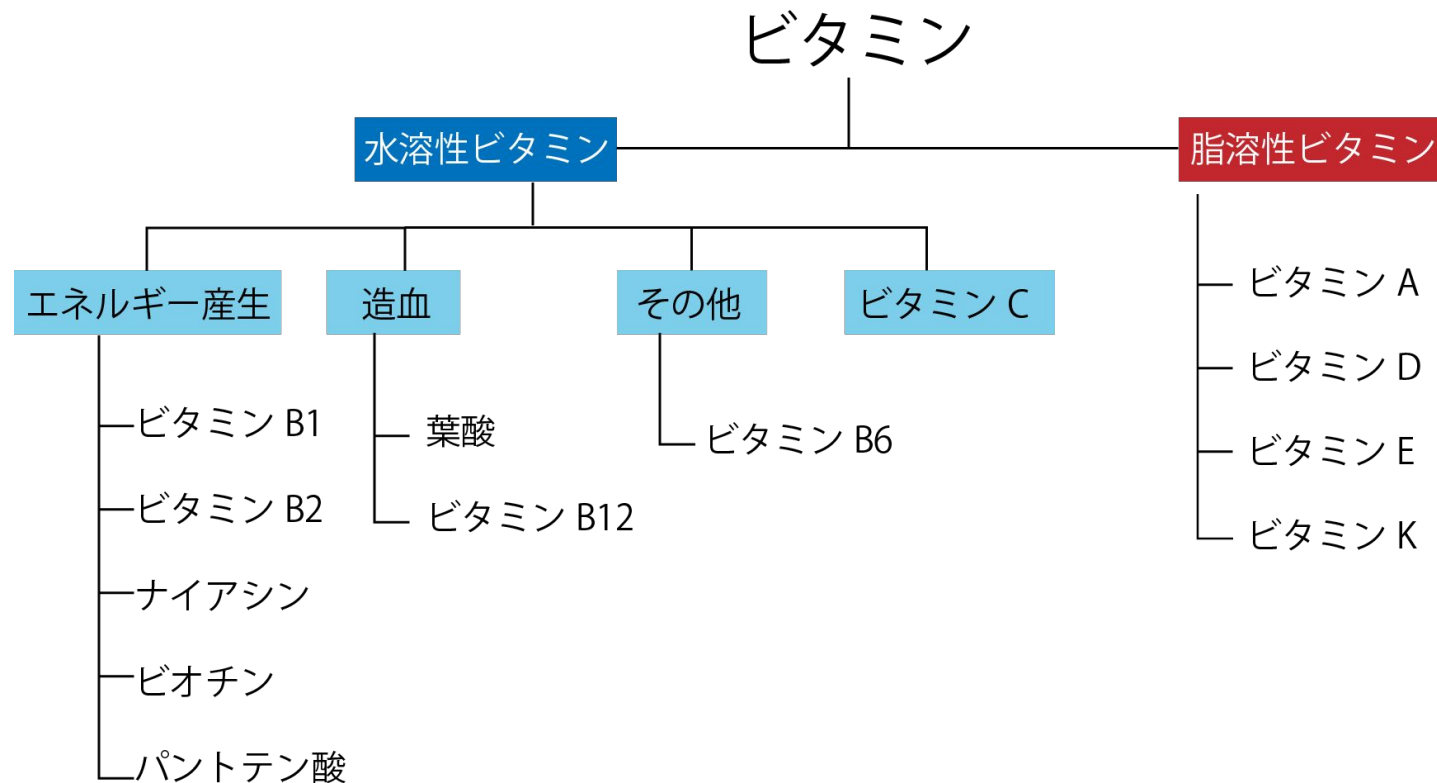 ビタミン
水溶性ビタミン
脂溶性ビタミン
エネルギー産生
造血
その他
ビタミン C
ビタミン B1
ビタミン B2
ナイアシン
ビオチン
パントテン酸
葉酸
ビタミン B12
ビタミン B6
ビタミン A
ビタミン D
ビタミン E
ビタミン K